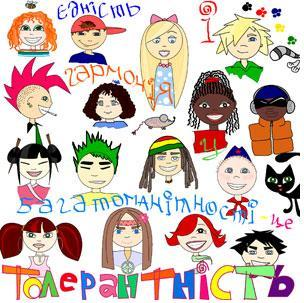 Єдність і
гармонія
у
багатоманітності - це
Толерантність